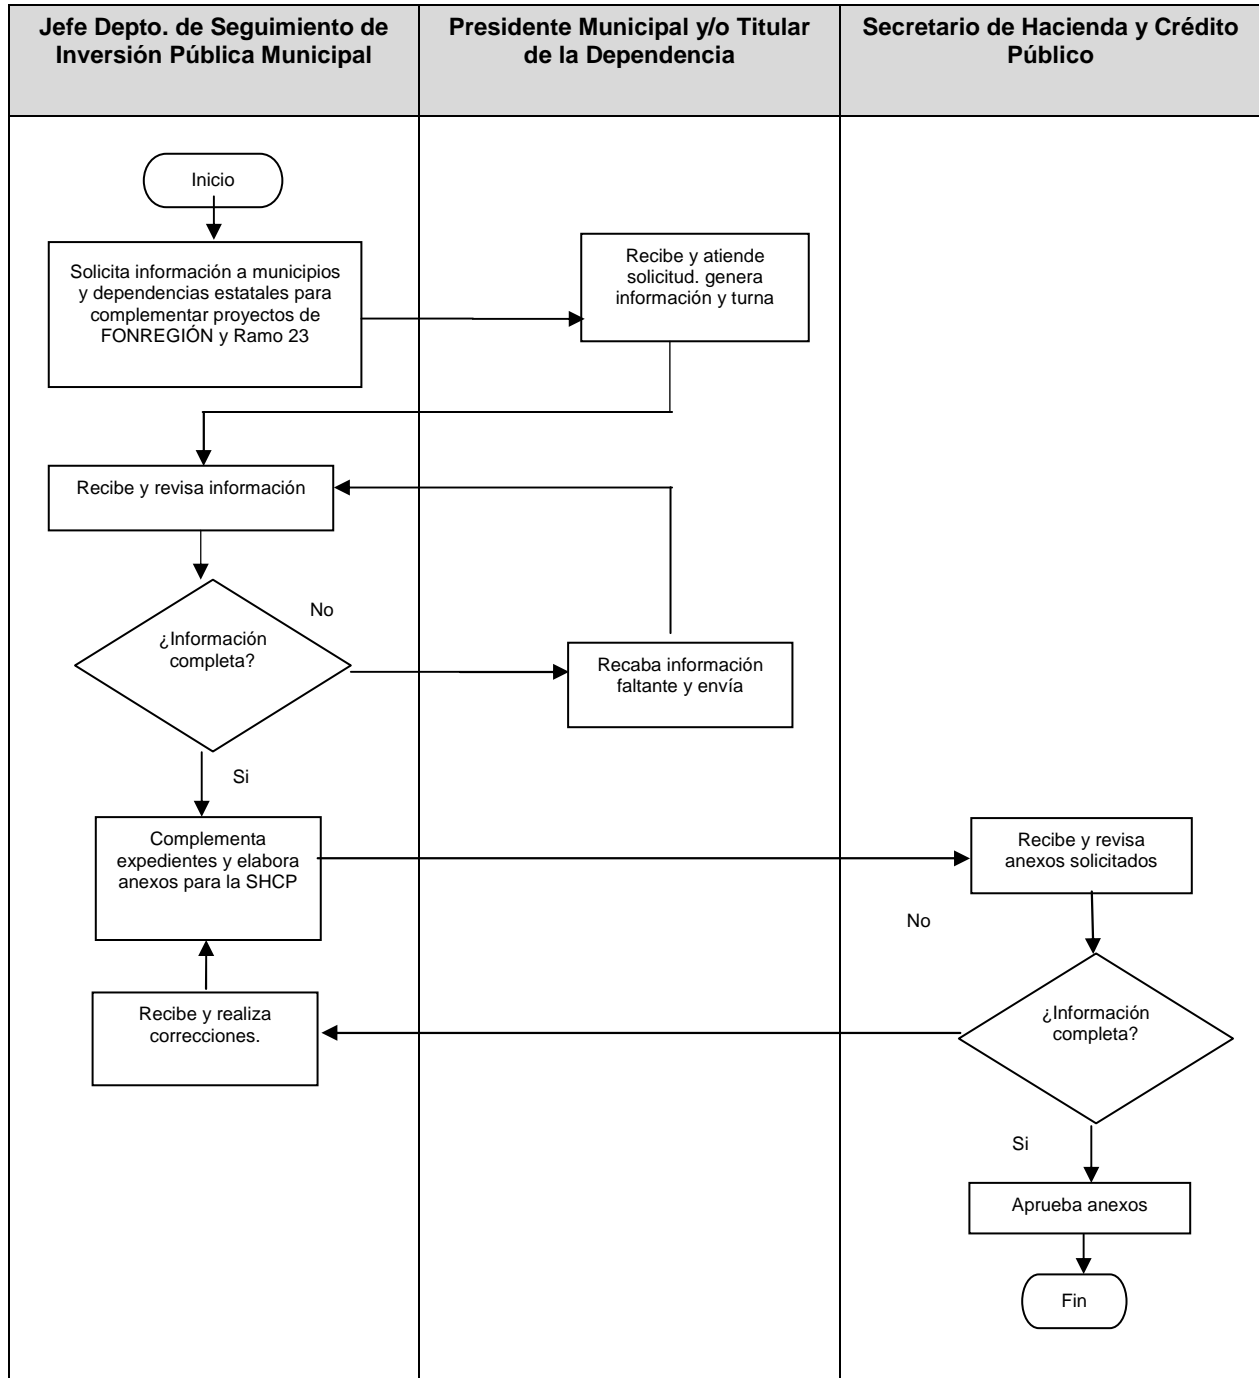 Jefe Depto. de Seguimiento de
Inversión Pública Municipal
Presidente Municipal y/o Titular
de la Dependencia
Secretario de Hacienda y Crédito
Público
Inicio
Solicita información a municipios
y dependencias estatales para
complementar proyectos de
FONREGIÓN y Ramo 23
Recibe y atiende
solicitud. genera
información y turna
Recibe y revisa información
No
¿Información
completa?
Recaba información
faltante y envía
Si
Complementa
expedientes y elabora
anexos para la SHCP
Recibe y revisa
anexos solicitados
No
Recibe y realiza
correcciones.
¿Información
completa?
Si
Aprueba anexos
Fin